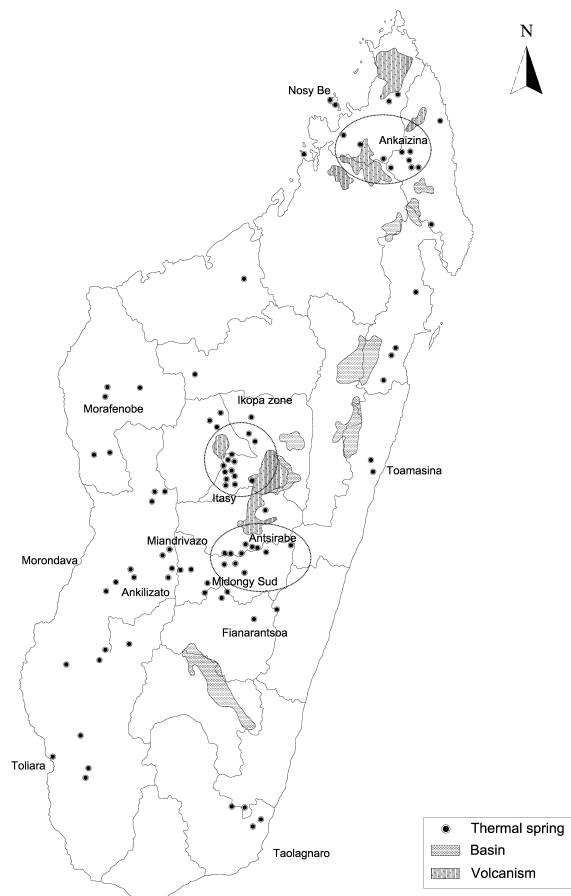 N
Nosy Be
Ankaizina
Ikopa zone
Morafenobe
Toamasina
Itasy
Antsirabe
Miandrivazo
Morondava
Midongy Sud
Ankilizato
Fianarantsoa
Toliara
Taolagnaro
Thermal spring
Basin
Volcanism